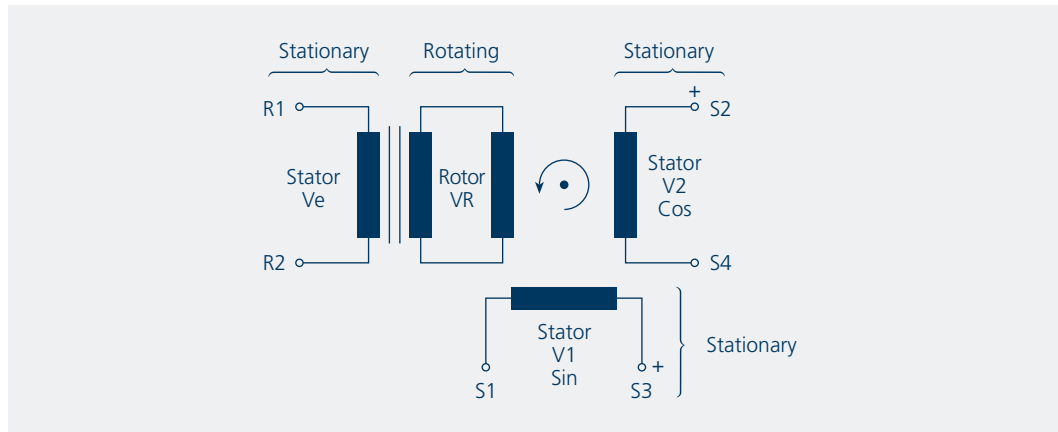 Stationary Rotating Stationary
R1
+
S2
Stator
Ve
Rotor
VR
Stator
V2
Cos
R2
S4
Stator
V1
Sin
Stationary
S1
S3
+